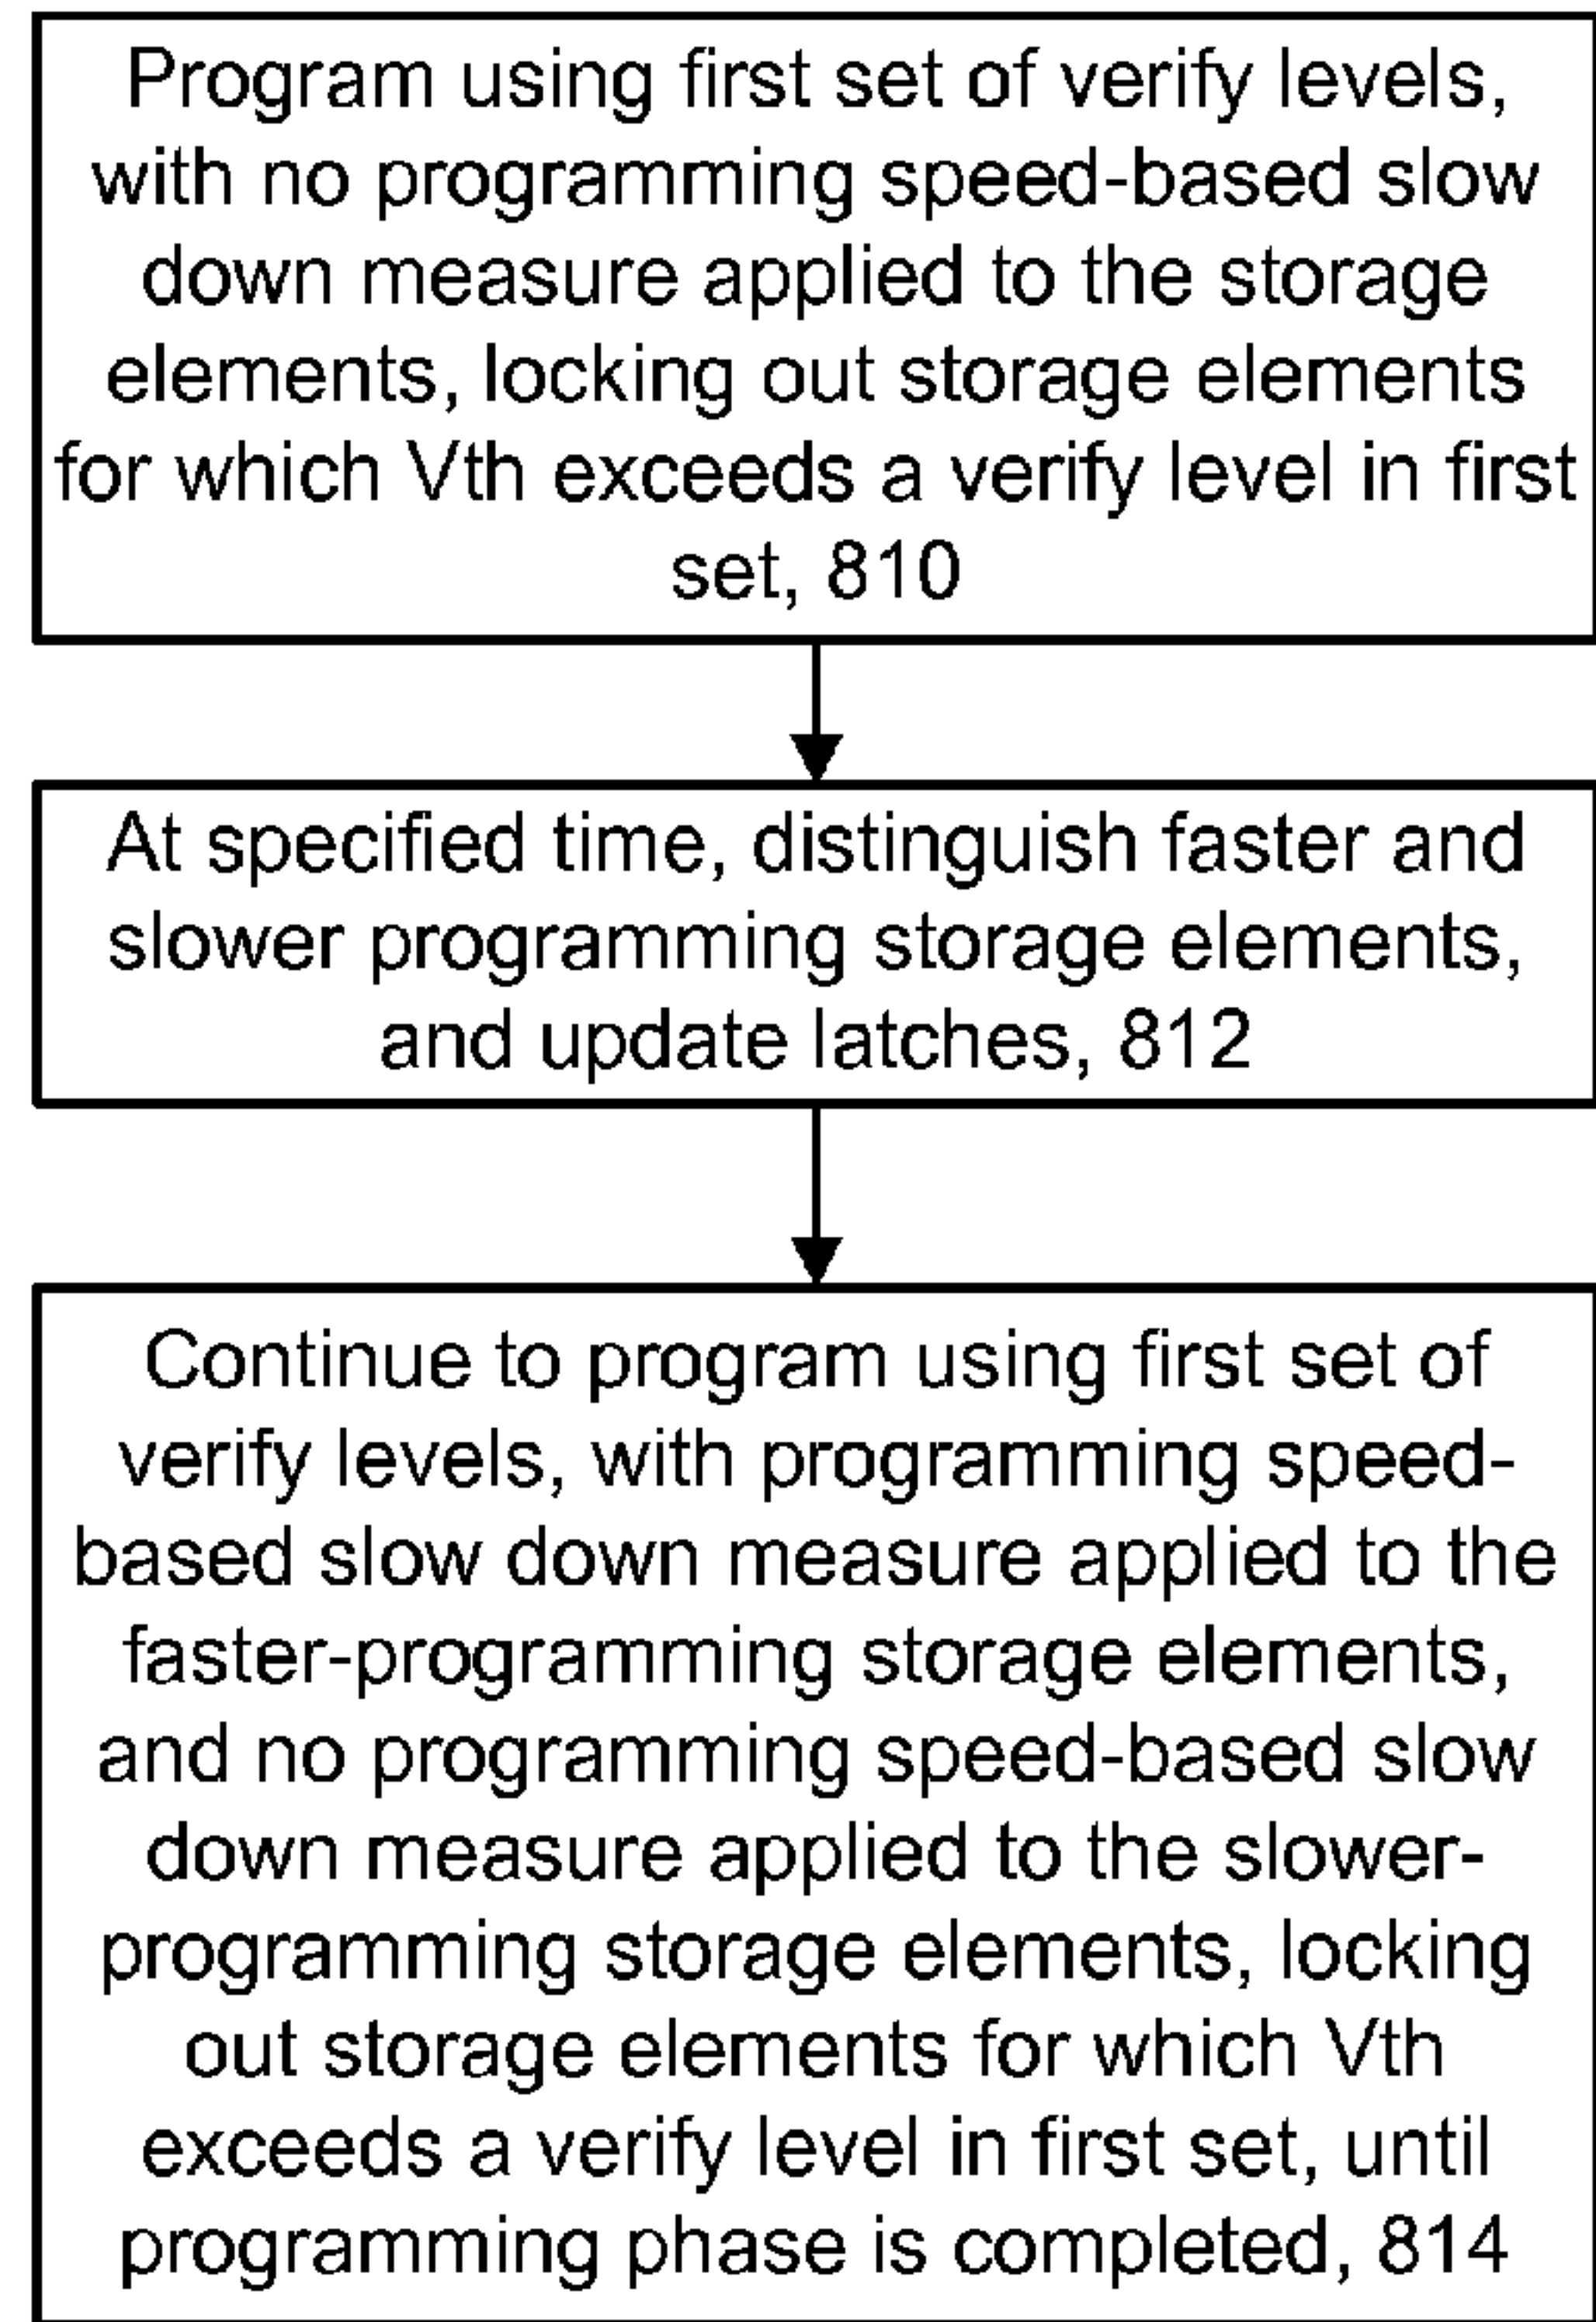 Program using first set of verify levels,
with no programming speed-based slow
down measure applied to the storage
elements, locking out storage elements
for which Vth exceeds a verify level in first
set, 810
At specified time, distinguish faster and
slower programming storage elements,
and update latches, 812
Continue to program using first set of
verify levels, with programming speed-
based slow down measure applied to the
faster-programming storage elements,
and no programming speed-based slow
down measure applied to the slower-
programming storage elements, locking
out storage elements for which Vth
exceeds a verify level in first set, until
programming phase is completed, 814